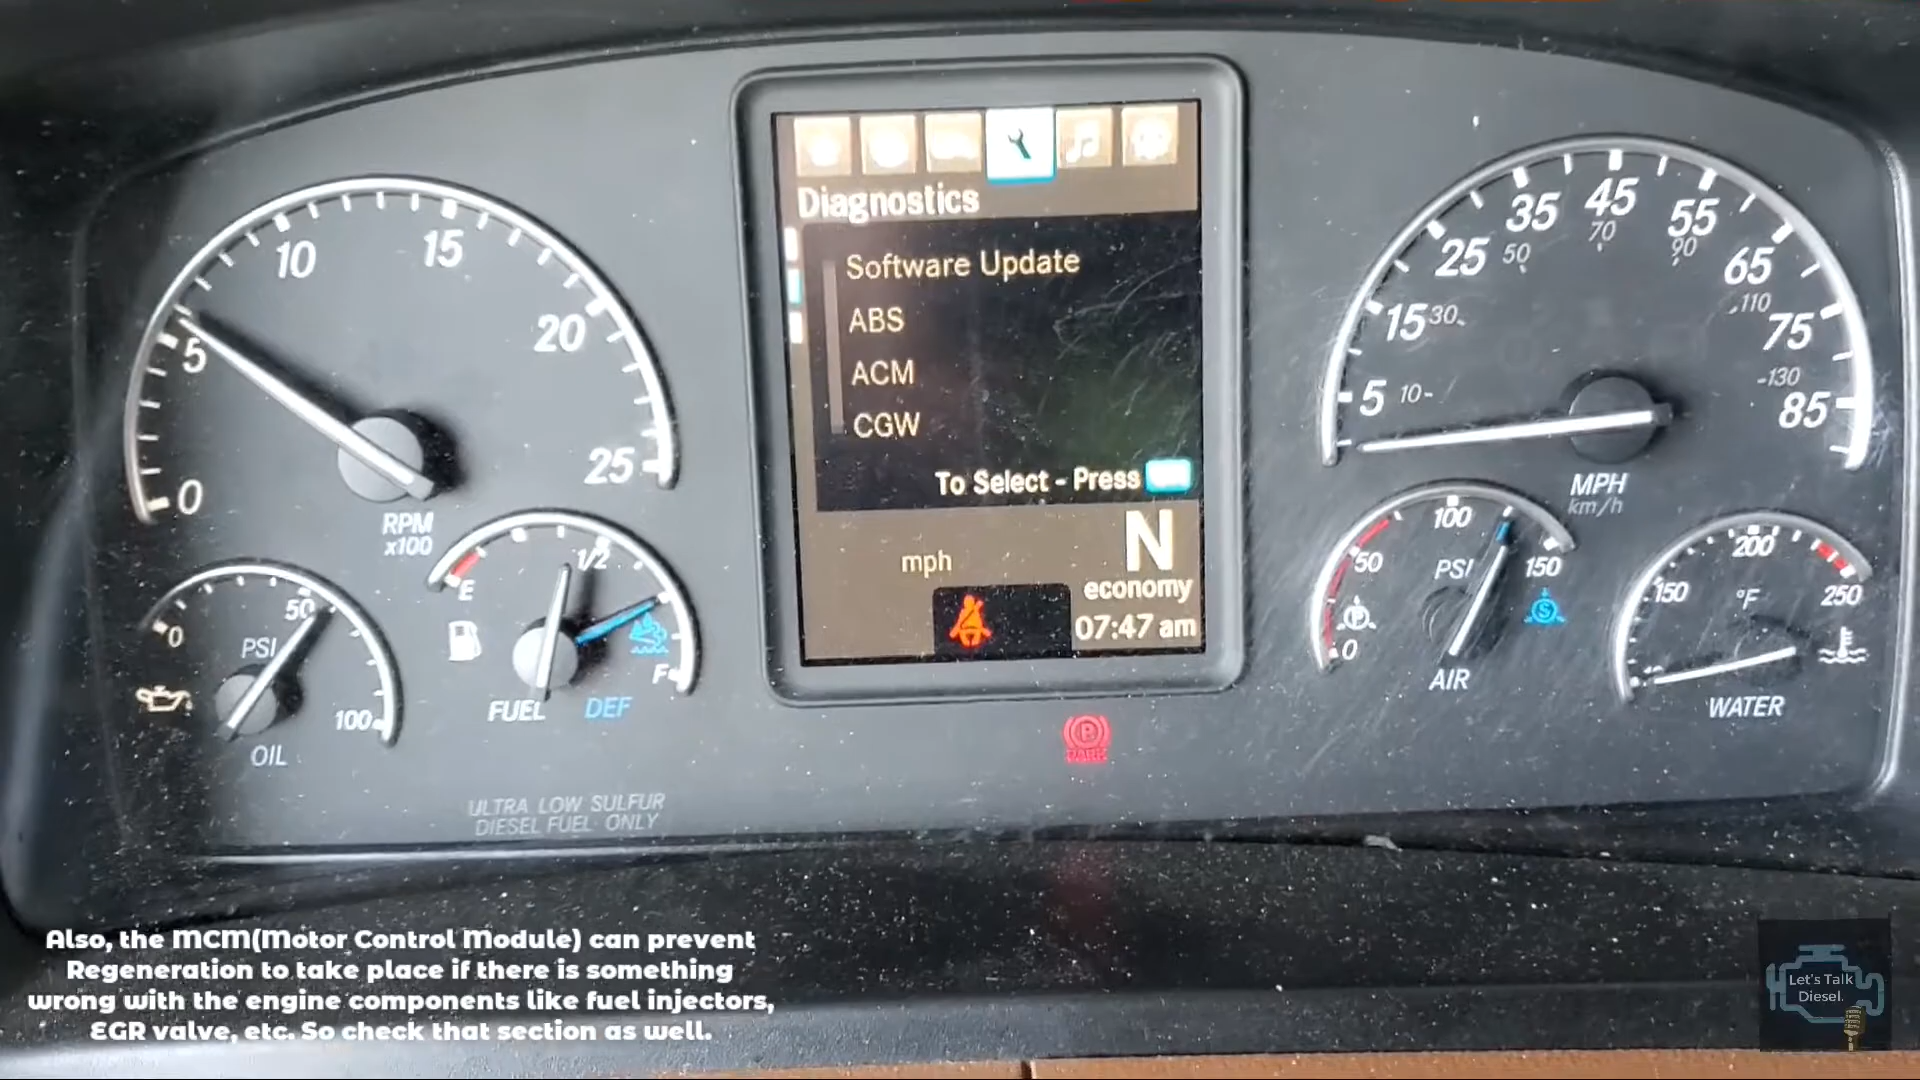 Diagnostics
Software Update
ABS
ACM
CGW
To Select - Press
mph
N
economy
07:47 am
0
5
10
15
20
25
RPM
x100
0
50
100
PSI
OIL
E
1/2
F
FUEL
DEF
ULTRA LOW SULFUR
DIESEL FUEL ONLY
P
PARK
5
15
25
35
45
55
65
75
85
10
30
50
70
90
110
130
MPH
km/h
0
50
100
150
PSI
P
S
AIR
150
200
250
°F
WATER
Also, the MCM(Motor Control Module) can prevent
Regeneration to take place if there is something
wrong with the engine components like fuel injectors,
EGR valve, etc. So check that section as well.
Let's Talk
Diesel.